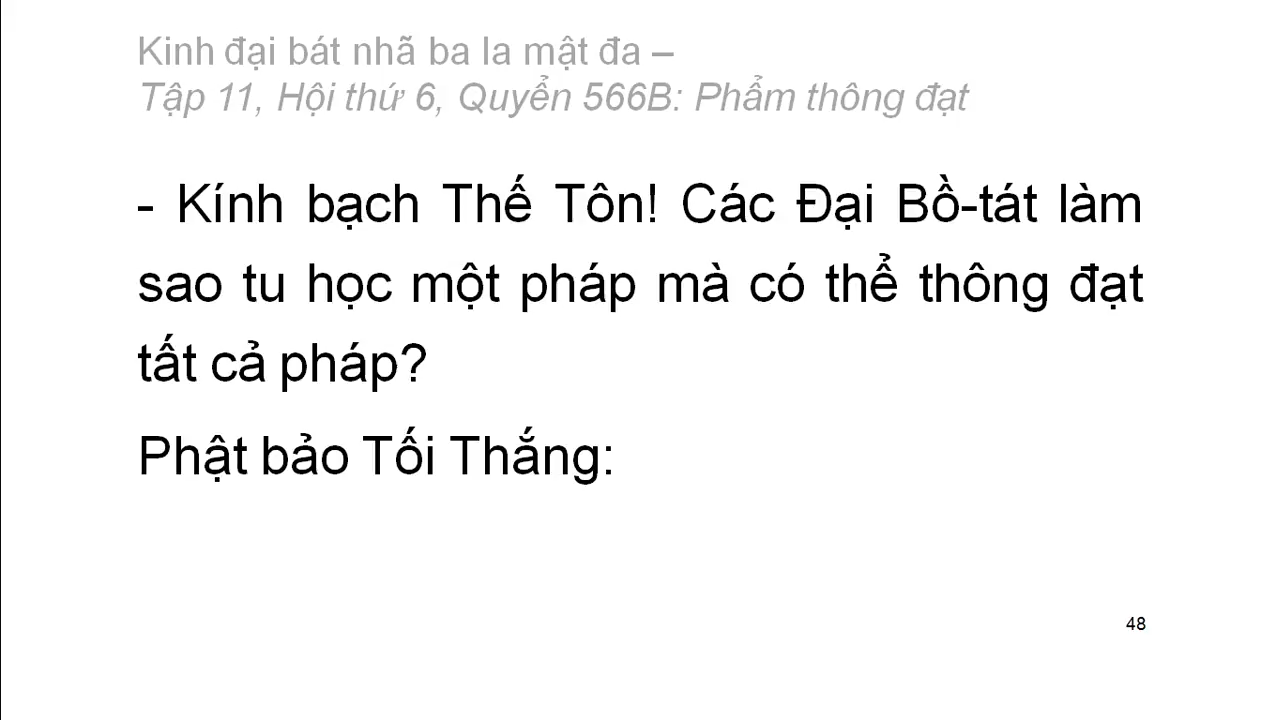 Kinh đại bát nhã ba la mật đa –
Tập 11, Hội thứ 6, Quyển 566B: Phẩm thông đạt
- Kính bạch Thế Tôn! Các Đại Bồ-tát làm
sao tu học một pháp mà có thể thông đạt
tất cả pháp?
Phật bảo Tối Thắng:
48